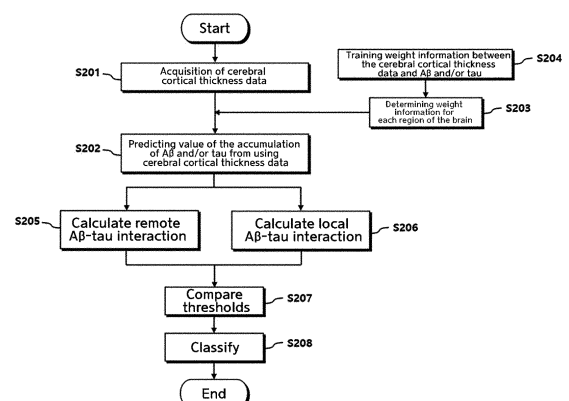 Start
S201
Acquisition of cerebral
cortical thickness data
Training weight information between
the cerebral cortical thickness
data and Aβ and/or tau
S204
Determining weight
information for
each region of the brain
S203
S202
Predicting value of the accumulation
of Aβ and/or tau from using
cerebral cortical thickness data
S205
Calculate remote
Aβ-tau interaction
Calculate local
Aβ-tau interaction
S206
Compare
thresholds
S207
Classify
S208
End